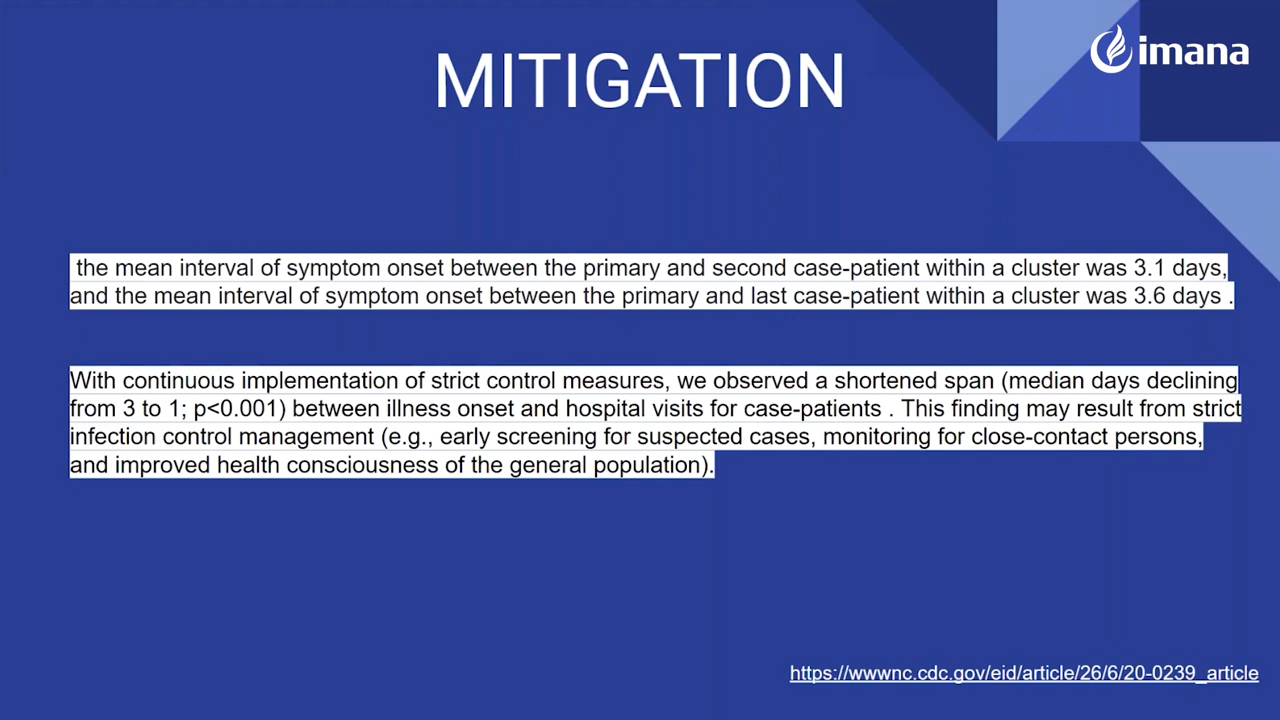 imana
MITIGATION
the mean interval of symptom onset between the primary and second case-patient within a cluster was 3.1 days,
and the mean interval of symptom onset between the primary and last case-patient within a cluster was 3.6 days .
With continuous implementation of strict control measures, we observed a shortened span (median days declining
from 3 to 1; p<0.001) between illness onset and hospital visits for case-patients . This finding may result from strict
infection control management (e.g., early screening for suspected cases, monitoring for close-contact persons,
and improved health consciousness of the general population).
https://wwwnc.cdc.gov/eid/article/26/6/20-0239_article